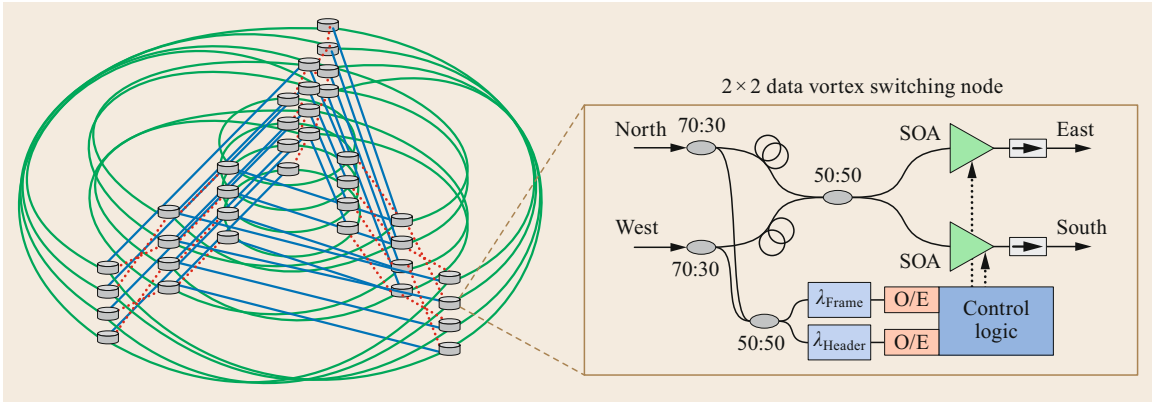 2 × 2 data vortex switching node
North
70:30
SOA
East
50:50
West
70:30
SOA
South
λFrame
O/E
Control
logic
λHeader
O/E
50:50